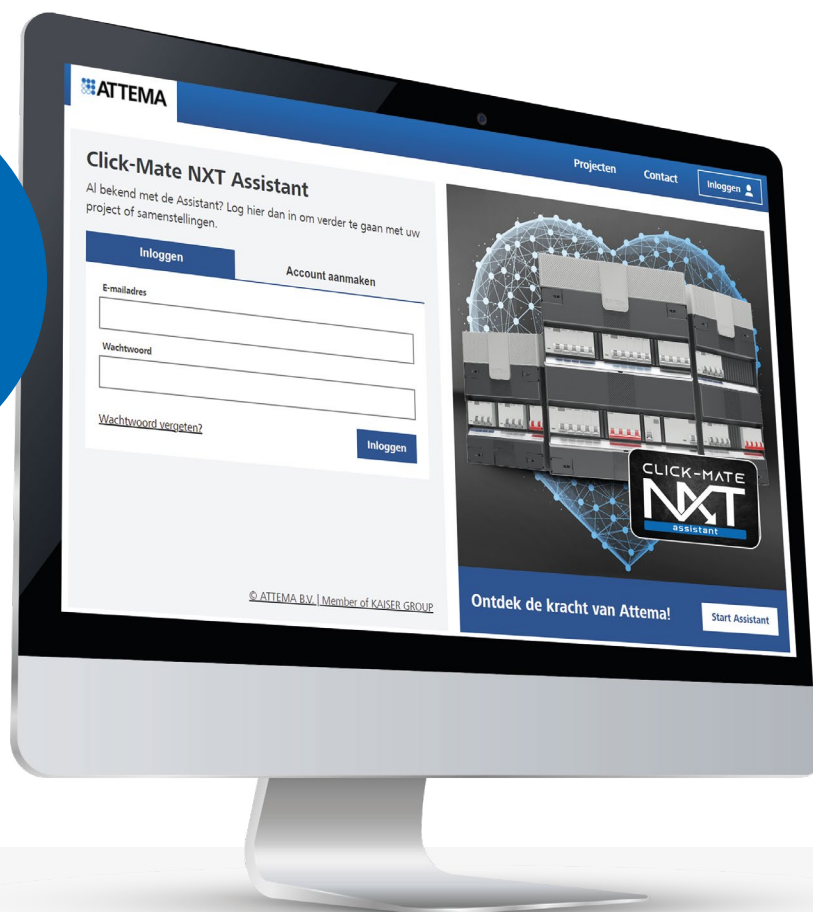 ATTEMA
Projecten
Contact
Inloggen
Click-Mate NXT Assistant
Al bekend met de Assistant? Log hier dan in om verder te gaan met uw
project of samenstellingen.
Inloggen
Account aanmaken
E-mailadres
Wachtwoord
Wachtwoord vergeten?
Inloggen
© ATTEMA B.V. | Member of KAISER GROUP
CLICK-MATE
NXT
assistant
Ontdek de kracht van Attema!
Start Assistant